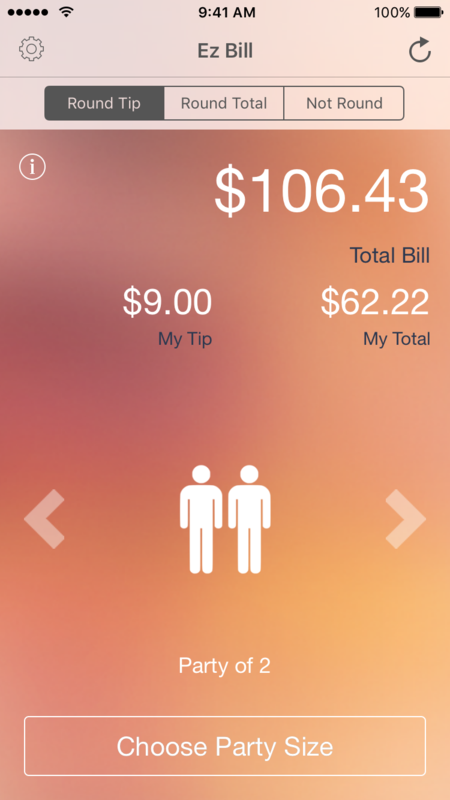 9:41 AM 100%
Ez Bill
Round Tip Round Total Not Round
i
$106.43
Total Bill
$9.00 $62.22
My Tip My Total
Party of 2
Choose Party Size